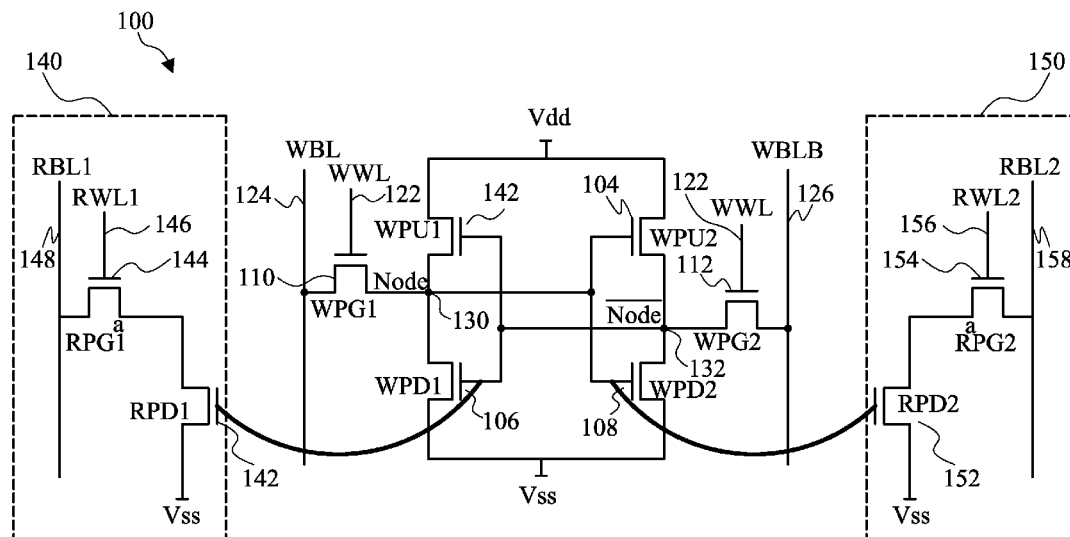 100
140
150
Vdd
RBL1
WBL
WWL
WBLB
RBL2
RWL1
124
122
142
104
122
WWL
126
RWL2
146
WPU1
WPU2
156
148
144
110
Node
112
154
158
a
RPG1
WPG1
130
Node
WPG2
a
RPG2
132
WPD1
WPD2
RPD1
106
108
RPD2
142
152
Vss
Vss
Vss